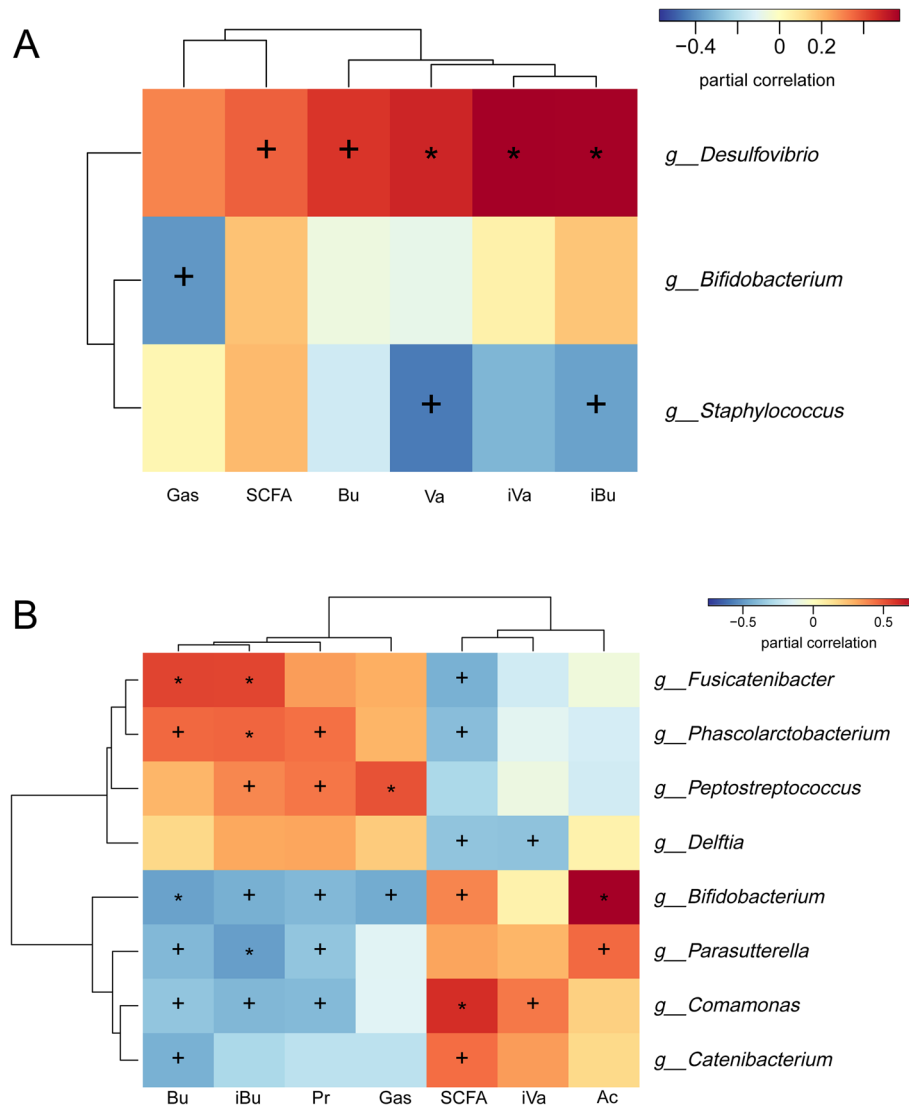 A
−0.4 0 0.2
partial correlation
+ + * * *
g__Desulfovibrio
+
g__Bifidobacterium
+ +
g__Staphylococcus
Gas SCFA Bu Va iVa iBu
B
−0.5 0 0.5
partial correlation
* * +
g__Fusicatenibacter
+ * + +
g__Phascolarctobacterium
+ + *
g__Peptostreptococcus
+ +
g__Delftia
* + + + + *
g__Bifidobacterium
+ * + +
g__Parasutterella
+ + + * +
g__Comamonas
+ +
g__Catenibacterium
Bu iBu Pr Gas SCFA iVa Ac